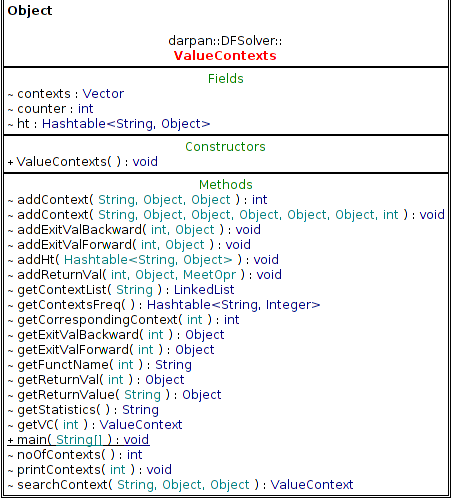 Object
darpan::DFSolver::
ValueContexts
Fields
~ contexts : Vector
~ counter : int
~ ht : Hashtable<String, Object>
Constructors
+ ValueContexts( ) : void
Methods
~ addContext( String, Object, Object ) : int
~ addContext( String, Object, Object, Object, Object, Object, int ) : void
~ addExitValBackward( int, Object ) : void
~ addExitValForward( int, Object ) : void
~ addHt( Hashtable<String, Object> ) : void
~ addReturnVal( int, Object, MeetOpr ) : void
~ getContextList( String ) : LinkedList
~ getContextsFreq( ) : Hashtable<String, Integer>
~ getCorrespondingContext( int ) : int
~ getExitValBackward( int ) : Object
~ getExitValForward( int ) : Object
~ getFunctName( int ) : String
~ getReturnVal( int ) : Object
~ getReturnValue( String ) : Object
~ getStatistics( ) : String
~ getVC( int ) : ValueContext
+ main( String[] ) : void
~ noOfContexts( ) : int
~ printContexts( int ) : void
~ searchContext( String, Object, Object ) : ValueContext